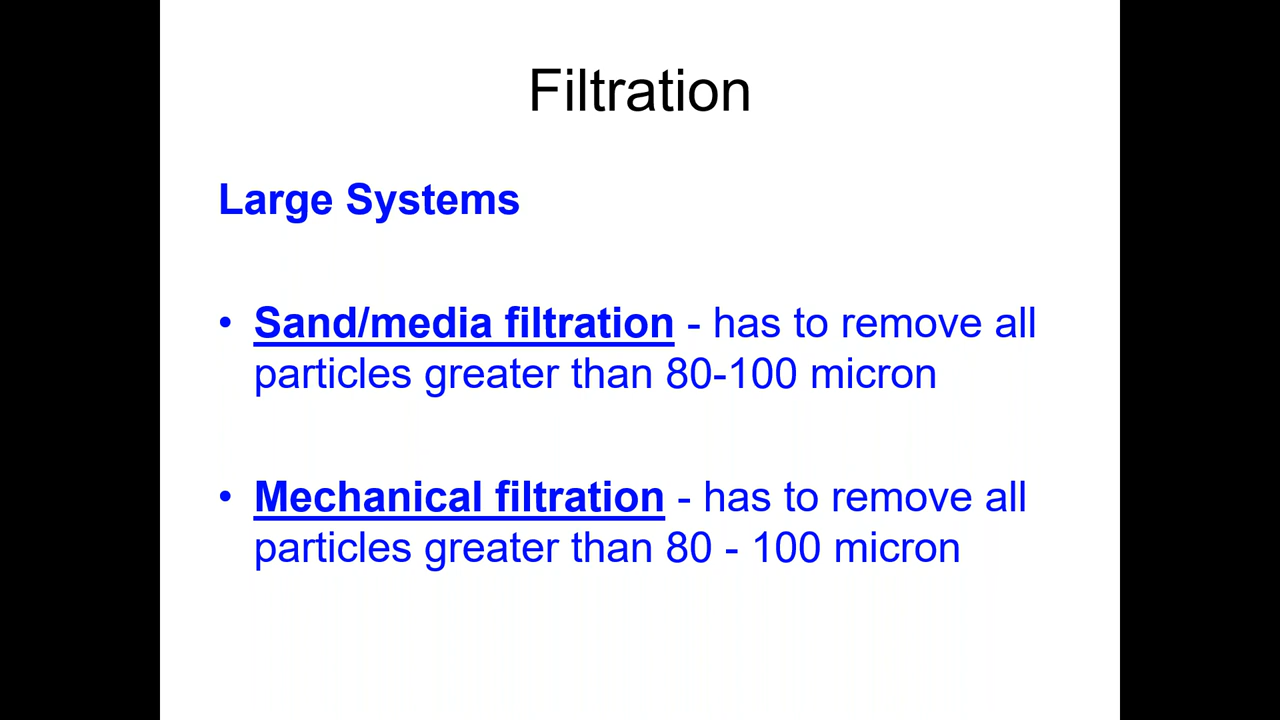 Filtration
Large Systems
• Sand/media filtration - has to remove all
particles greater than 80-100 micron
• Mechanical filtration - has to remove all
particles greater than 80 - 100 micron